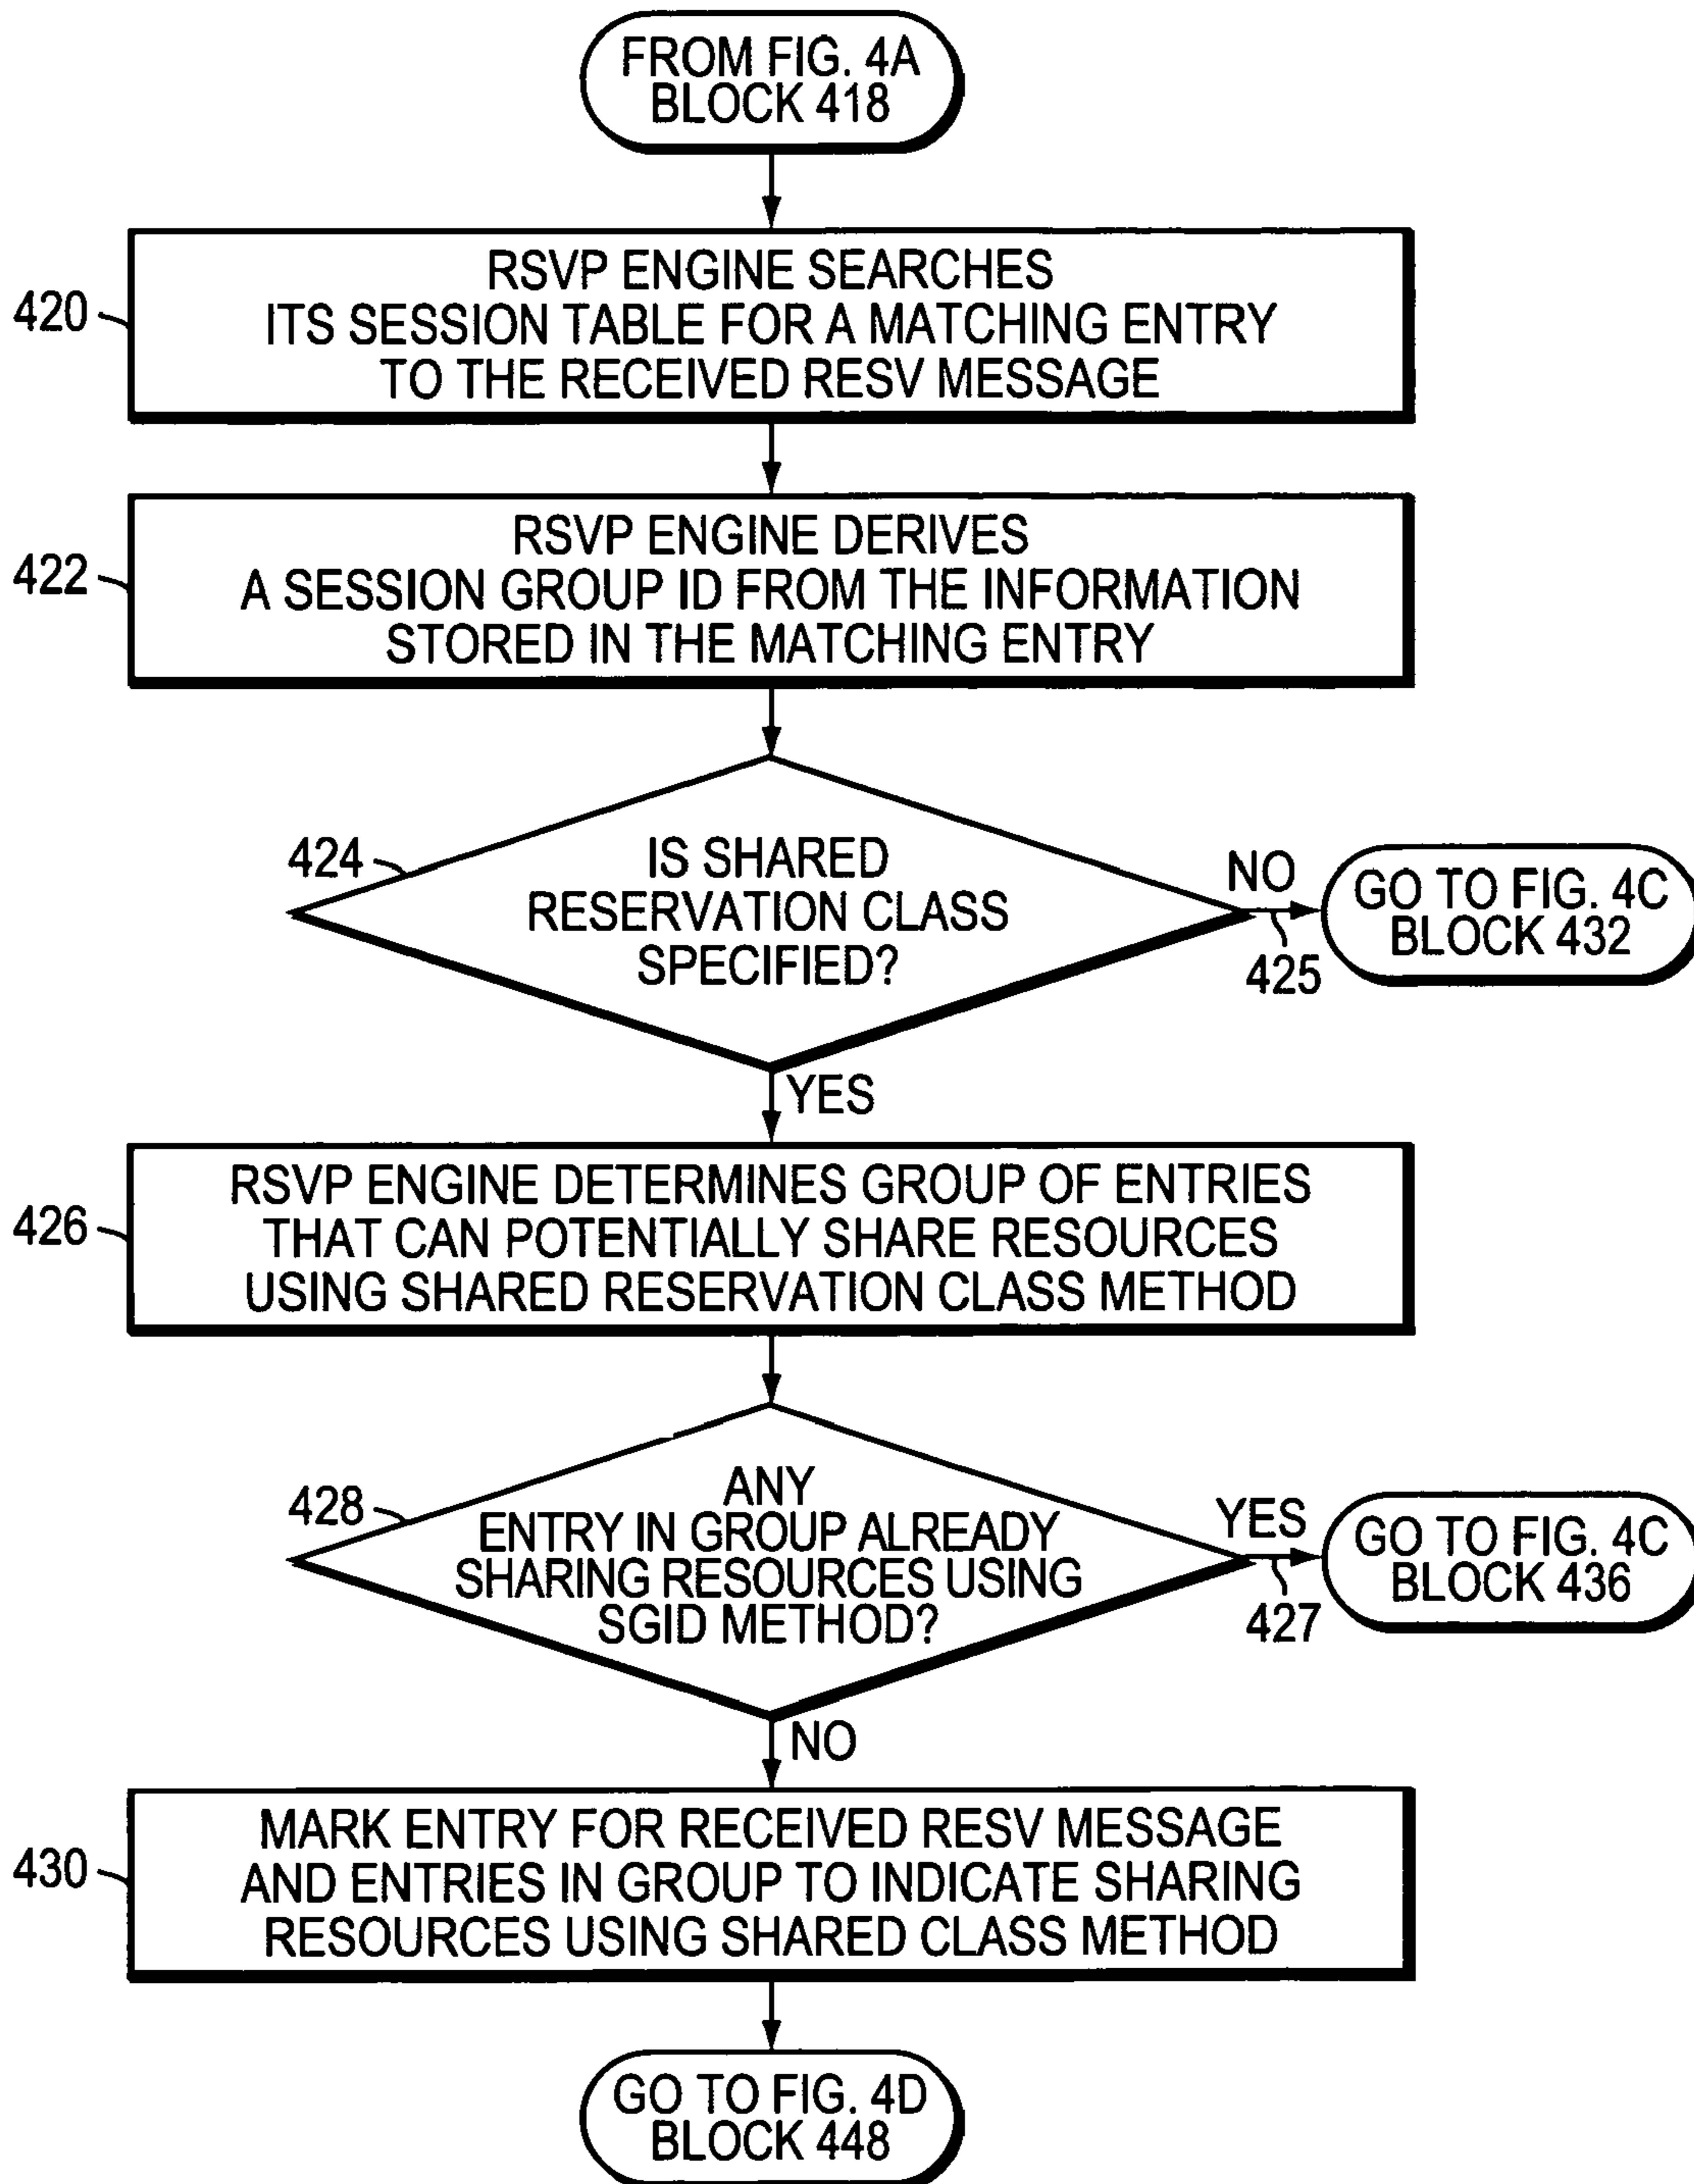 FROM FIG. 4A
BLOCK 418
420
RSVP ENGINE SEARCHES
ITS SESSION TABLE FOR A MATCHING ENTRY
TO THE RECEIVED RESV MESSAGE
422
RSVP ENGINE DERIVES
A SESSION GROUP ID FROM THE INFORMATION
STORED IN THE MATCHING ENTRY
424
IS SHARED
RESERVATION CLASS
SPECIFIED?
NO
425
GO TO FIG. 4C
BLOCK 432
YES
426
RSVP ENGINE DETERMINES GROUP OF ENTRIES
THAT CAN POTENTIALLY SHARE RESOURCES
USING SHARED RESERVATION CLASS METHOD
428
ANY
ENTRY IN GROUP ALREADY
SHARING RESOURCES USING
SGID METHOD?
YES
427
GO TO FIG. 4C
BLOCK 436
NO
430
MARK ENTRY FOR RECEIVED RESV MESSAGE
AND ENTRIES IN GROUP TO INDICATE SHARING
RESOURCES USING SHARED CLASS METHOD
GO TO FIG. 4D
BLOCK 448